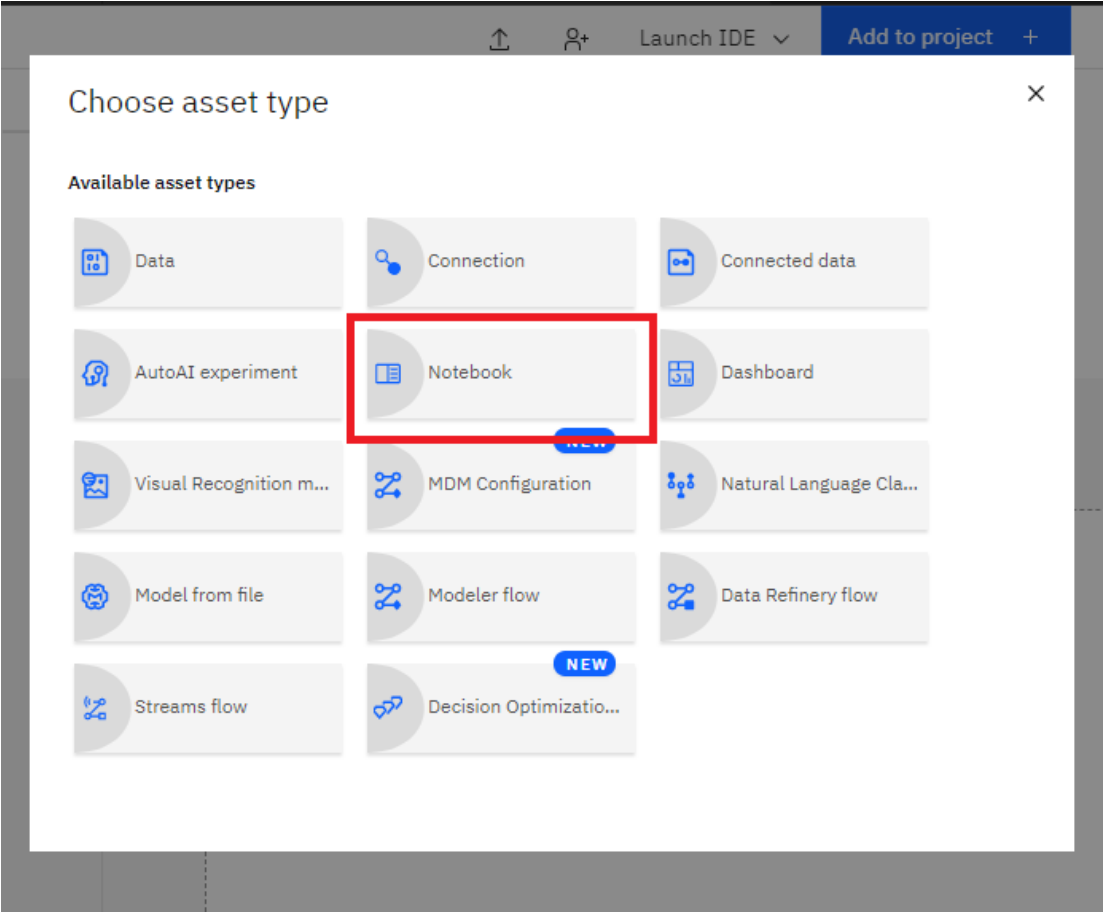 Launch IDE
Add to project +
Choose asset type
Available asset types
Data
Connection
Connected data
AutoAI experiment
Notebook
Dashboard
NEW
Visual Recognition m...
MDM Configuration
Natural Language Cla...
Model from file
Modeler flow
Data Refinery flow
NEW
Streams flow
Decision Optimizatio...